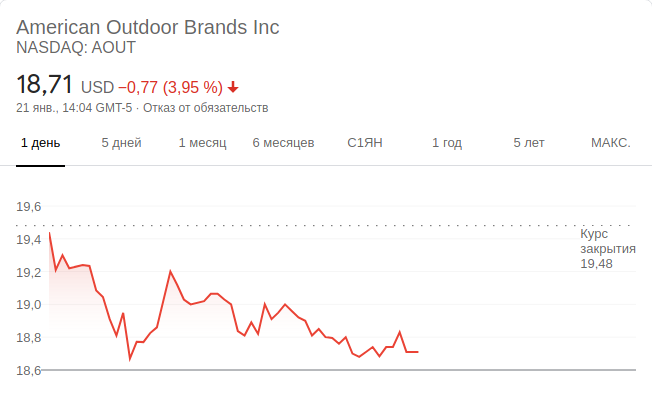 American Outdoor Brands Inc
NASDAQ: AOUT
18,71 USD −0,77 (3,95 %)
21 янв., 14:04 GMT-5 · Отказ от обязательств
1 день 5 дней 1 месяц 6 месяцев С1ЯН 1 год 5 лет МАКС.
19,6
19,4
19,2
19,0
18,8
18,6
Курс
закрытия
19,48